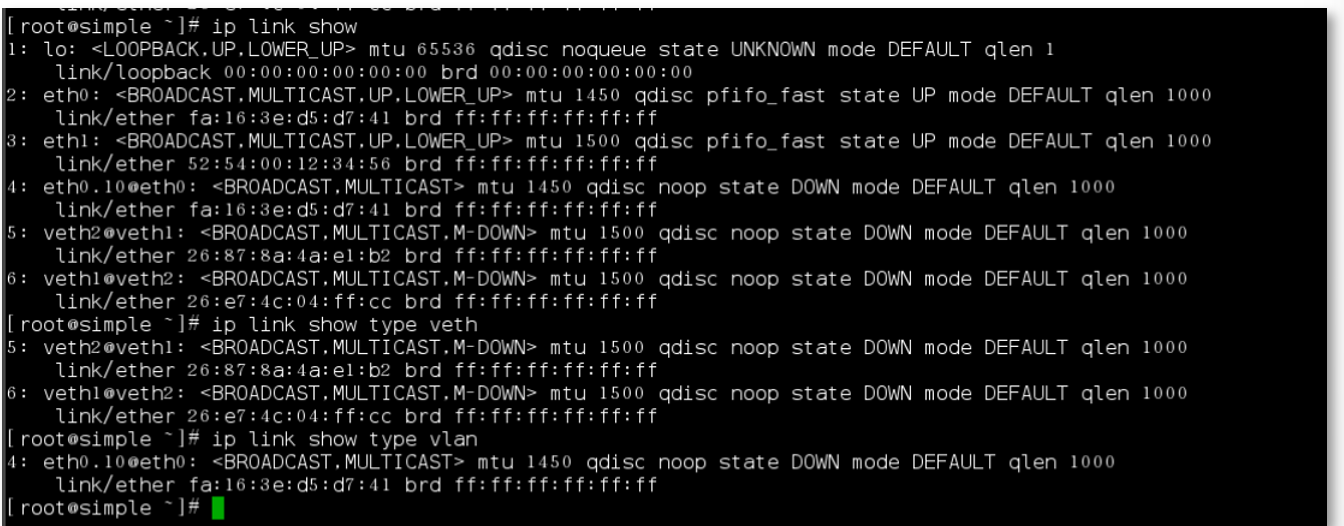 [root@simple ~]# ip link show
1: lo: <LOOPBACK,UP,LOWER_UP> mtu 65536 qdisc noqueue state UNKNOWN mode DEFAULT qlen 1
    link/loopback 00:00:00:00:00:00 brd 00:00:00:00:00:00
2: eth0: <BROADCAST,MULTICAST,UP,LOWER_UP> mtu 1450 qdisc pfifo_fast state UP mode DEFAULT qlen 1000
    link/ether fa:16:3e:d5:d7:41 brd ff:ff:ff:ff:ff:ff
3: eth1: <BROADCAST,MULTICAST,UP,LOWER_UP> mtu 1500 qdisc pfifo_fast state UP mode DEFAULT qlen 1000
    link/ether 52:54:00:12:34:56 brd ff:ff:ff:ff:ff:ff
4: eth0.10@eth0: <BROADCAST,MULTICAST> mtu 1450 qdisc noop state DOWN mode DEFAULT qlen 1000
    link/ether fa:16:3e:d5:d7:41 brd ff:ff:ff:ff:ff:ff
5: veth2@veth1: <BROADCAST,MULTICAST,M-DOWN> mtu 1500 qdisc noop state DOWN mode DEFAULT qlen 1000
    link/ether 26:87:8a:4a:e1:b2 brd ff:ff:ff:ff:ff:ff
6: veth1@veth2: <BROADCAST,MULTICAST,M-DOWN> mtu 1500 qdisc noop state DOWN mode DEFAULT qlen 1000
    link/ether 26:e7:4c:04:ff:cc brd ff:ff:ff:ff:ff:ff
[root@simple ~]# ip link show type veth
5: veth2@veth1: <BROADCAST,MULTICAST,M-DOWN> mtu 1500 qdisc noop state DOWN mode DEFAULT qlen 1000
    link/ether 26:87:8a:4a:e1:b2 brd ff:ff:ff:ff:ff:ff
6: veth1@veth2: <BROADCAST,MULTICAST,M-DOWN> mtu 1500 qdisc noop state DOWN mode DEFAULT qlen 1000
    link/ether 26:e7:4c:04:ff:cc brd ff:ff:ff:ff:ff:ff
[root@simple ~]# ip link show type vlan
4: eth0.10@eth0: <BROADCAST,MULTICAST> mtu 1450 qdisc noop state DOWN mode DEFAULT qlen 1000
    link/ether fa:16:3e:d5:d7:41 brd ff:ff:ff:ff:ff:ff
[root@simple ~]#